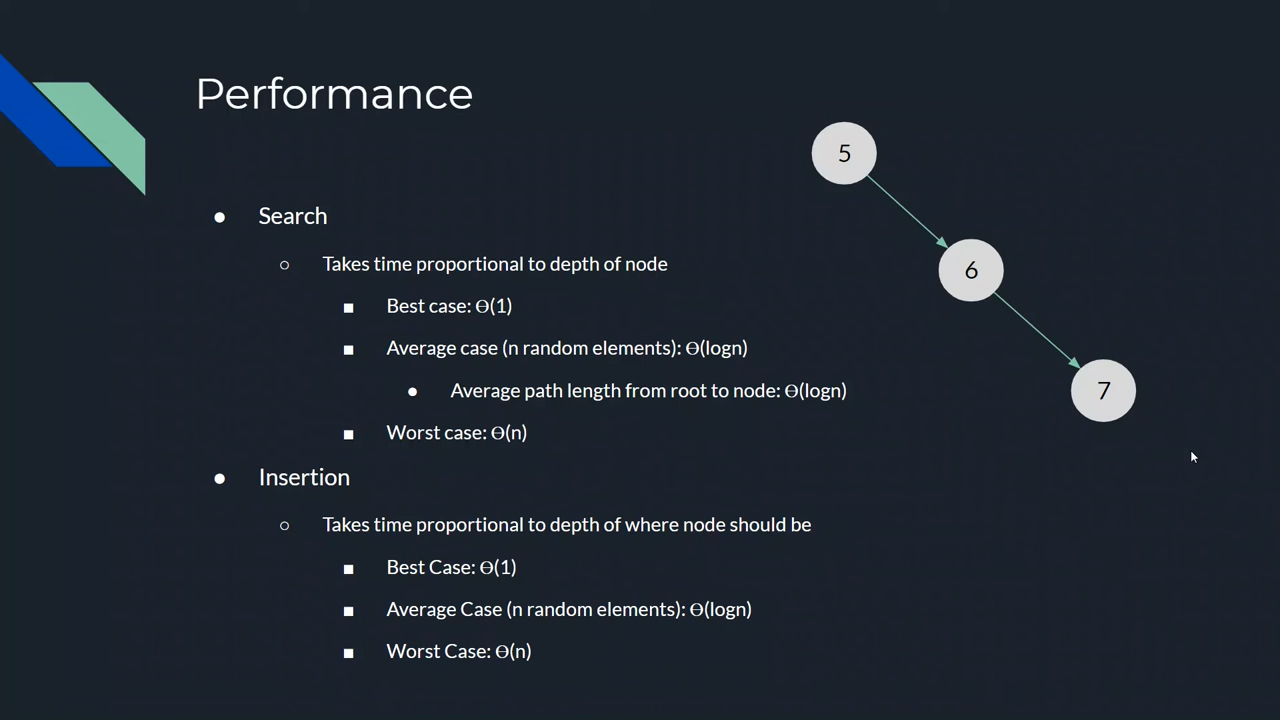 Performance
● Search
○ Takes time proportional to depth of node
■ Best case: Ө(1)
■ Average case (n random elements): Ө(logn)
● Average path length from root to node: Ө(logn)
■ Worst case: Ө(n)
● Insertion
○ Takes time proportional to depth of where node should be
■ Best Case: Ө(1)
■ Average Case (n random elements): Ө(logn)
■ Worst Case: Ө(n)
5
6
7